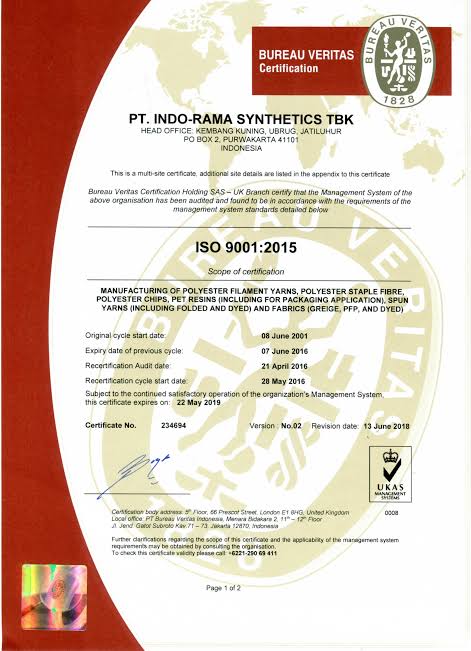 BUREAU VERITAS
Certification
BUREAU VERITAS
1828
PT. INDO-RAMA SYNTHETICS TBK
HEAD OFFICE: KEMBANG KUNING, UBRUG, JATILUHUR
PO BOX 2, PURWAKARTA 41101
INDONESIA
This is a multi-site certificate, additional site details are listed in the appendix to this certificate
Bureau Veritas Certification Holding SAS – UK Branch certify that the Management System of the
above organisation has been audited and found to be in accordance with the requirements of the
management system standards detailed below
ISO 9001:2015
Scope of certification
MANUFACTURING OF POLYESTER FILAMENT YARNS, POLYESTER STAPLE FIBRE,
POLYESTER CHIPS, PET RESINS (INCLUDING FOR PACKAGING APPLICATION), SPUN
YARNS (INCLUDING FOLDED AND DYED) AND FABRICS (GREIGE, PFP, AND DYED)
Original cycle start date: 08 June 2001
Expiry date of previous cycle: 07 June 2016
Recertification Audit date: 21 April 2016
Recertification cycle start date: 28 May 2016
Subject to the continued satisfactory operation of the organization's Management System,
this certificate expires on: 22 May 2019
Certificate No. 234694 Version : No.02 Revision date: 13 June 2018
UKAS
MANAGEMENT
SYSTEMS
0008
Certification body address: 5th Floor, 66 Prescot Street, London E1 8HG, United Kingdom
Local office: PT Bureau Veritas Indonesia, Menara Bidakara 2, 11th – 12th Floor
Jl. Jend. Gatot Subroto Kav.71 – 73. Jakarta 12870, Indonesia
Further clarifications regarding the scope of this certificate and the applicability of the management system
requirements may be obtained by consulting the organisation.
To check this certificate validity please call: +6221-290 69 411
Page 1 of 2
BUREAU VERITAS